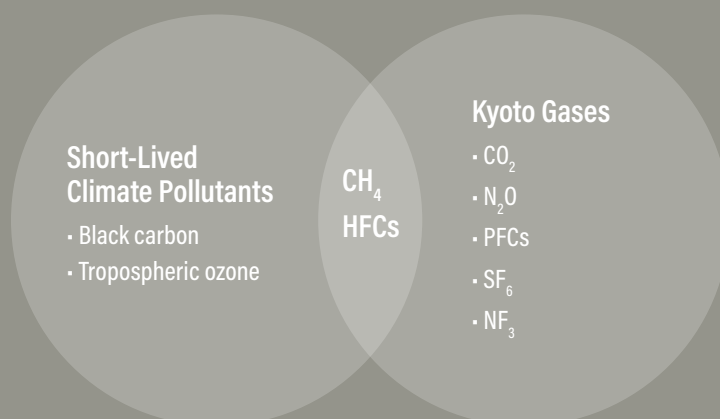 Short-Lived
Climate Pollutants
▪ Black carbon
▪ Tropospheric ozone
CH₄
HFCs
Kyoto Gases
▪ CO₂
▪ N₂O
▪ PFCs
▪ SF₆
▪ NF₃